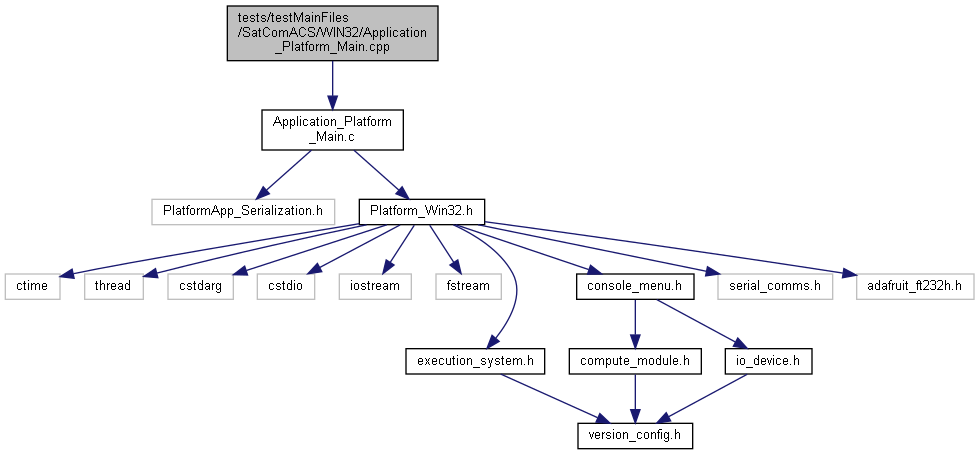 tests/testMainFiles
/SatComACS/WIN32/Application
_Platform_Main.cpp
Application_Platform
_Main.c
PlatformApp_Serialization.h
Platform_Win32.h
ctime
thread
cstdarg
cstdio
iostream
fstream
console_menu.h
serial_comms.h
adafruit_ft232h.h
execution_system.h
compute_module.h
io_device.h
version_config.h